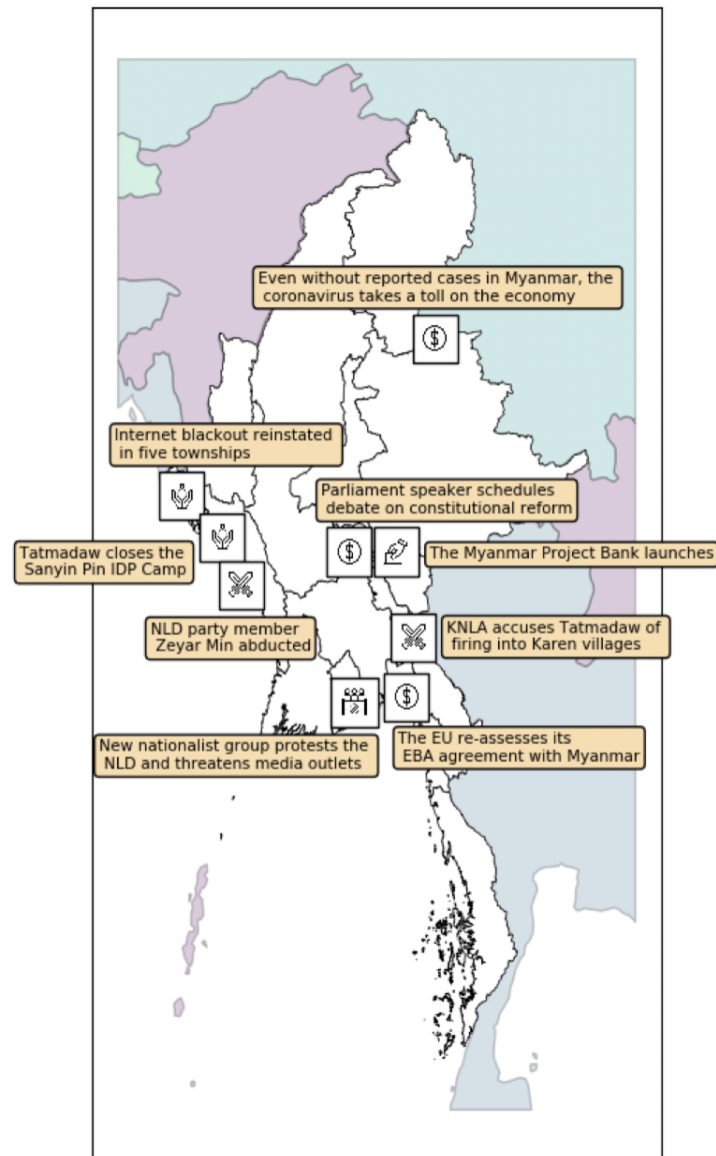 Even without reported cases in Myanmar, the
coronavirus takes a toll on the economy
Internet blackout reinstated
in five townships
Parliament speaker schedules
debate on constitutional reform
Tatmadaw closes the
Sanyin Pin IDP Camp
The Myanmar Project Bank launches
NLD party member
Zeyar Min abducted
KNLA accuses Tatmadaw of
firing into Karen villages
New nationalist group protests the
NLD and threatens media outlets
The EU re-assesses its
EBA agreement with Myanmar